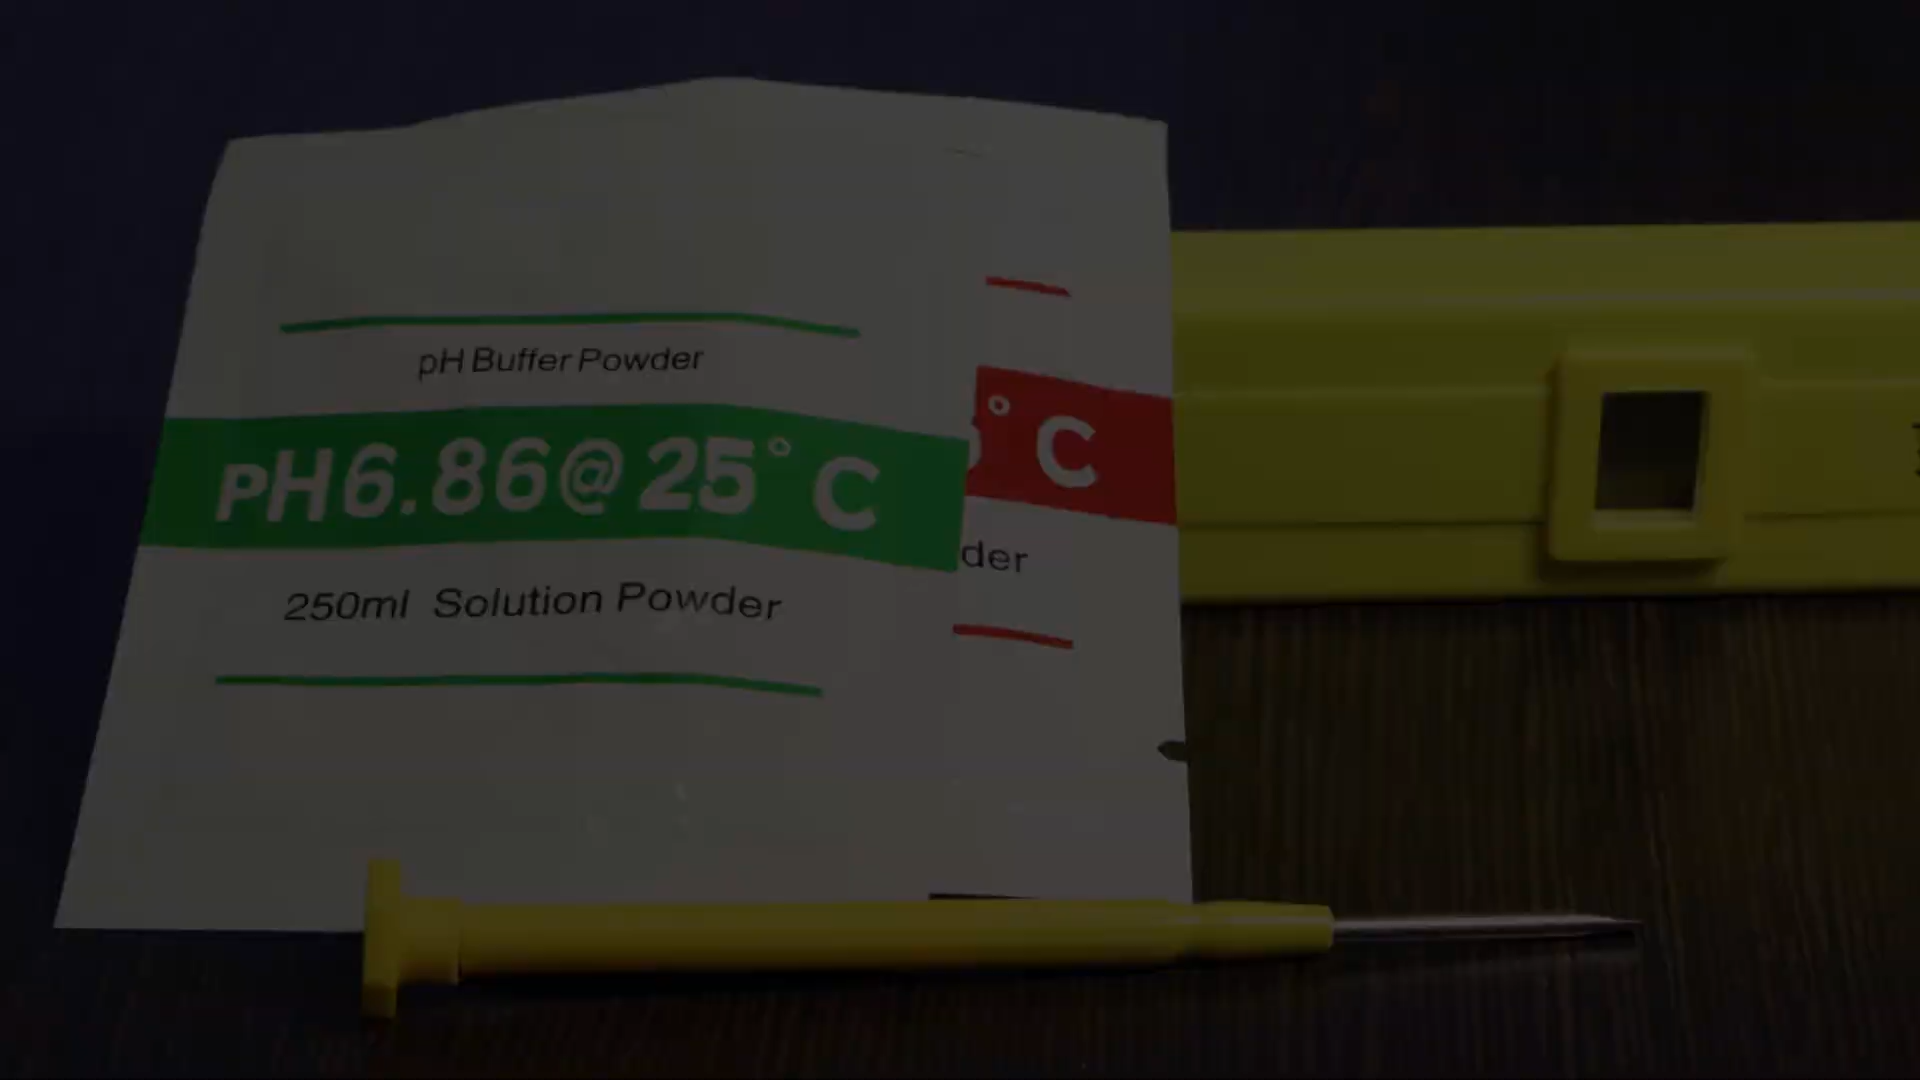 pH Buffer Powder
PH6.86@25°C
250ml Solution Powder
°C
der